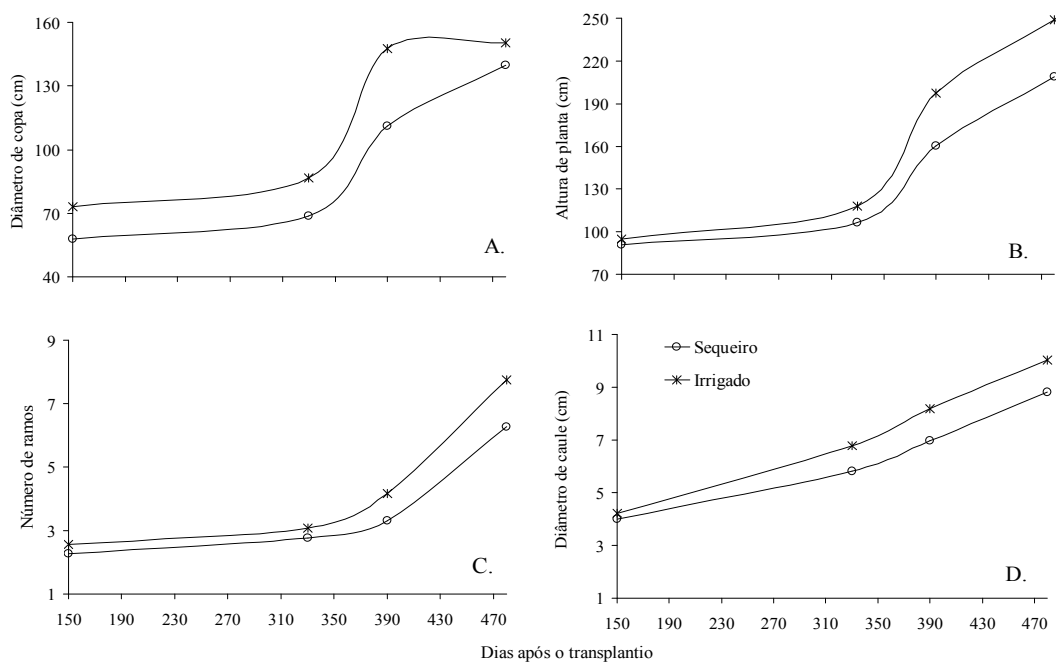 160
130
100
70
40
Diâmetro de copa (cm)
A.
250
220
190
160
130
100
70
Altura de planta (cm)
B.
9
7
5
3
1
Número de ramos
C.
150 190 230 270 310 350 390 430 470
11
9
7
5
3
1
Diâmetro de caule (cm)
Sequeiro
Irrigado
D.
150 190 230 270 310 350 390 430 470
Dias após o transplantio